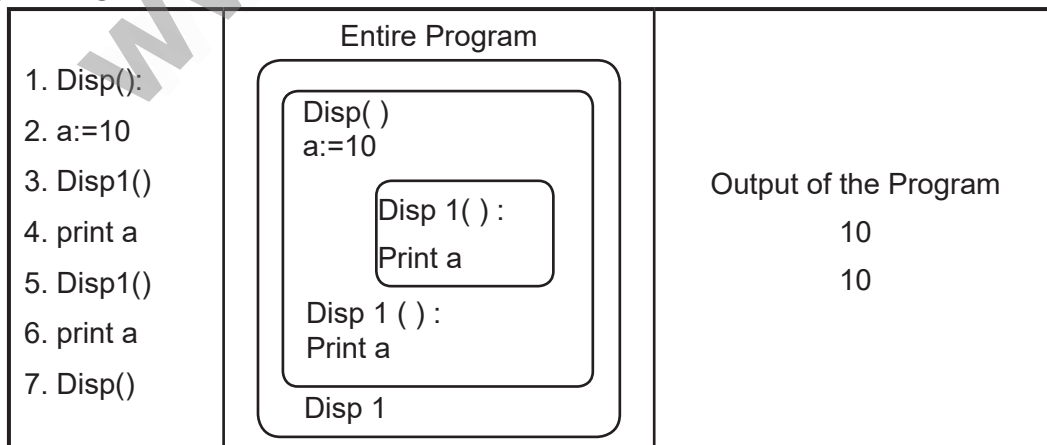 1. Disp():
2. a:=10
3. Disp1()
4. print a
5. Disp1()
6. print a
7. Disp()
Entire Program
Disp( )
a:=10
Disp 1( ) :
Print a
Disp 1 ( ) :
Print a
Disp 1
Output of the Program
10
10